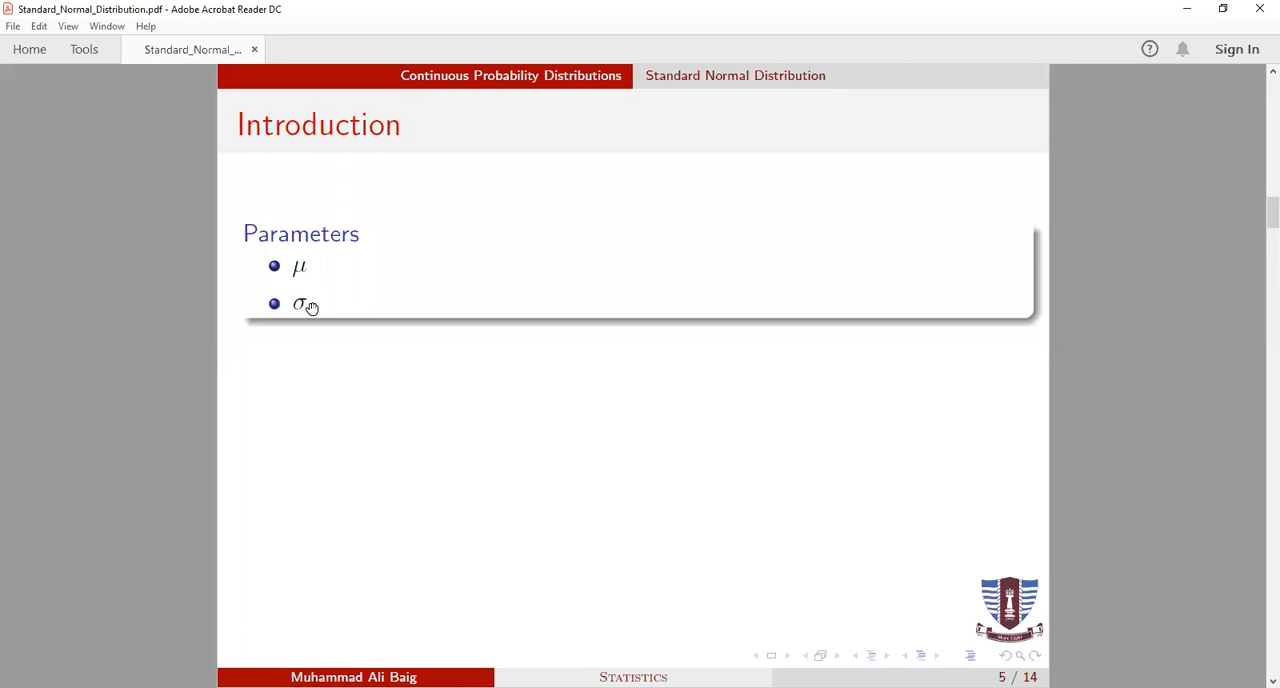 Standard_Normal_Distribution.pdf - Adobe Acrobat Reader DC
File Edit View Window Help
Home Tools Standard_Normal_... × Sign In
Continuous Probability Distributions Standard Normal Distribution
Introduction
Parameters
μ
σ
Muhammad Ali Baig Statistics 5 / 14